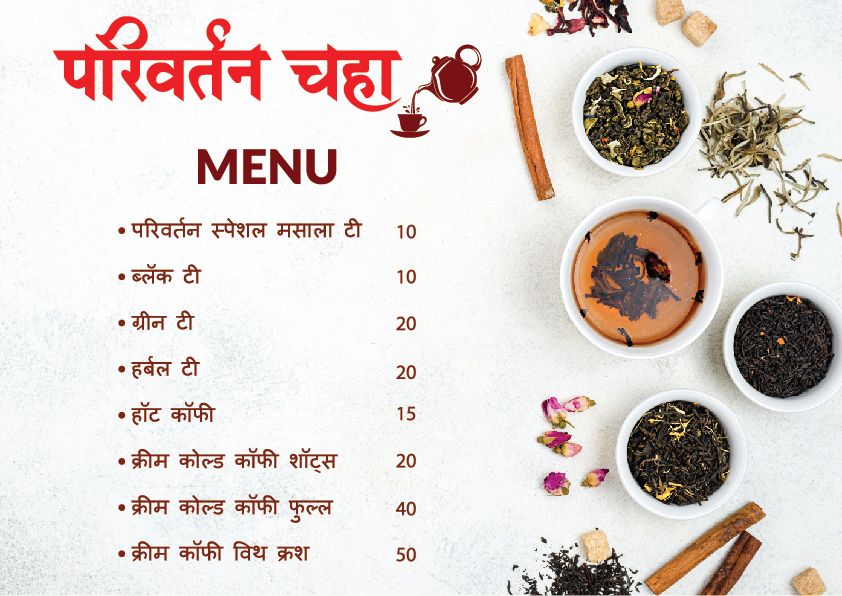 परिवर्तन चहा
MENU
• परिवर्तन स्पेशल मसाला टी 10
• ब्लॅक टी 10
• ग्रीन टी 20
• हर्बल टी 20
• हॉट कॉफी 15
• क्रीम कोल्ड कॉफी शॉट्स 20
• क्रीम कोल्ड कॉफी फुल्ल 40
• क्रीम कॉफी विथ क्रश 50